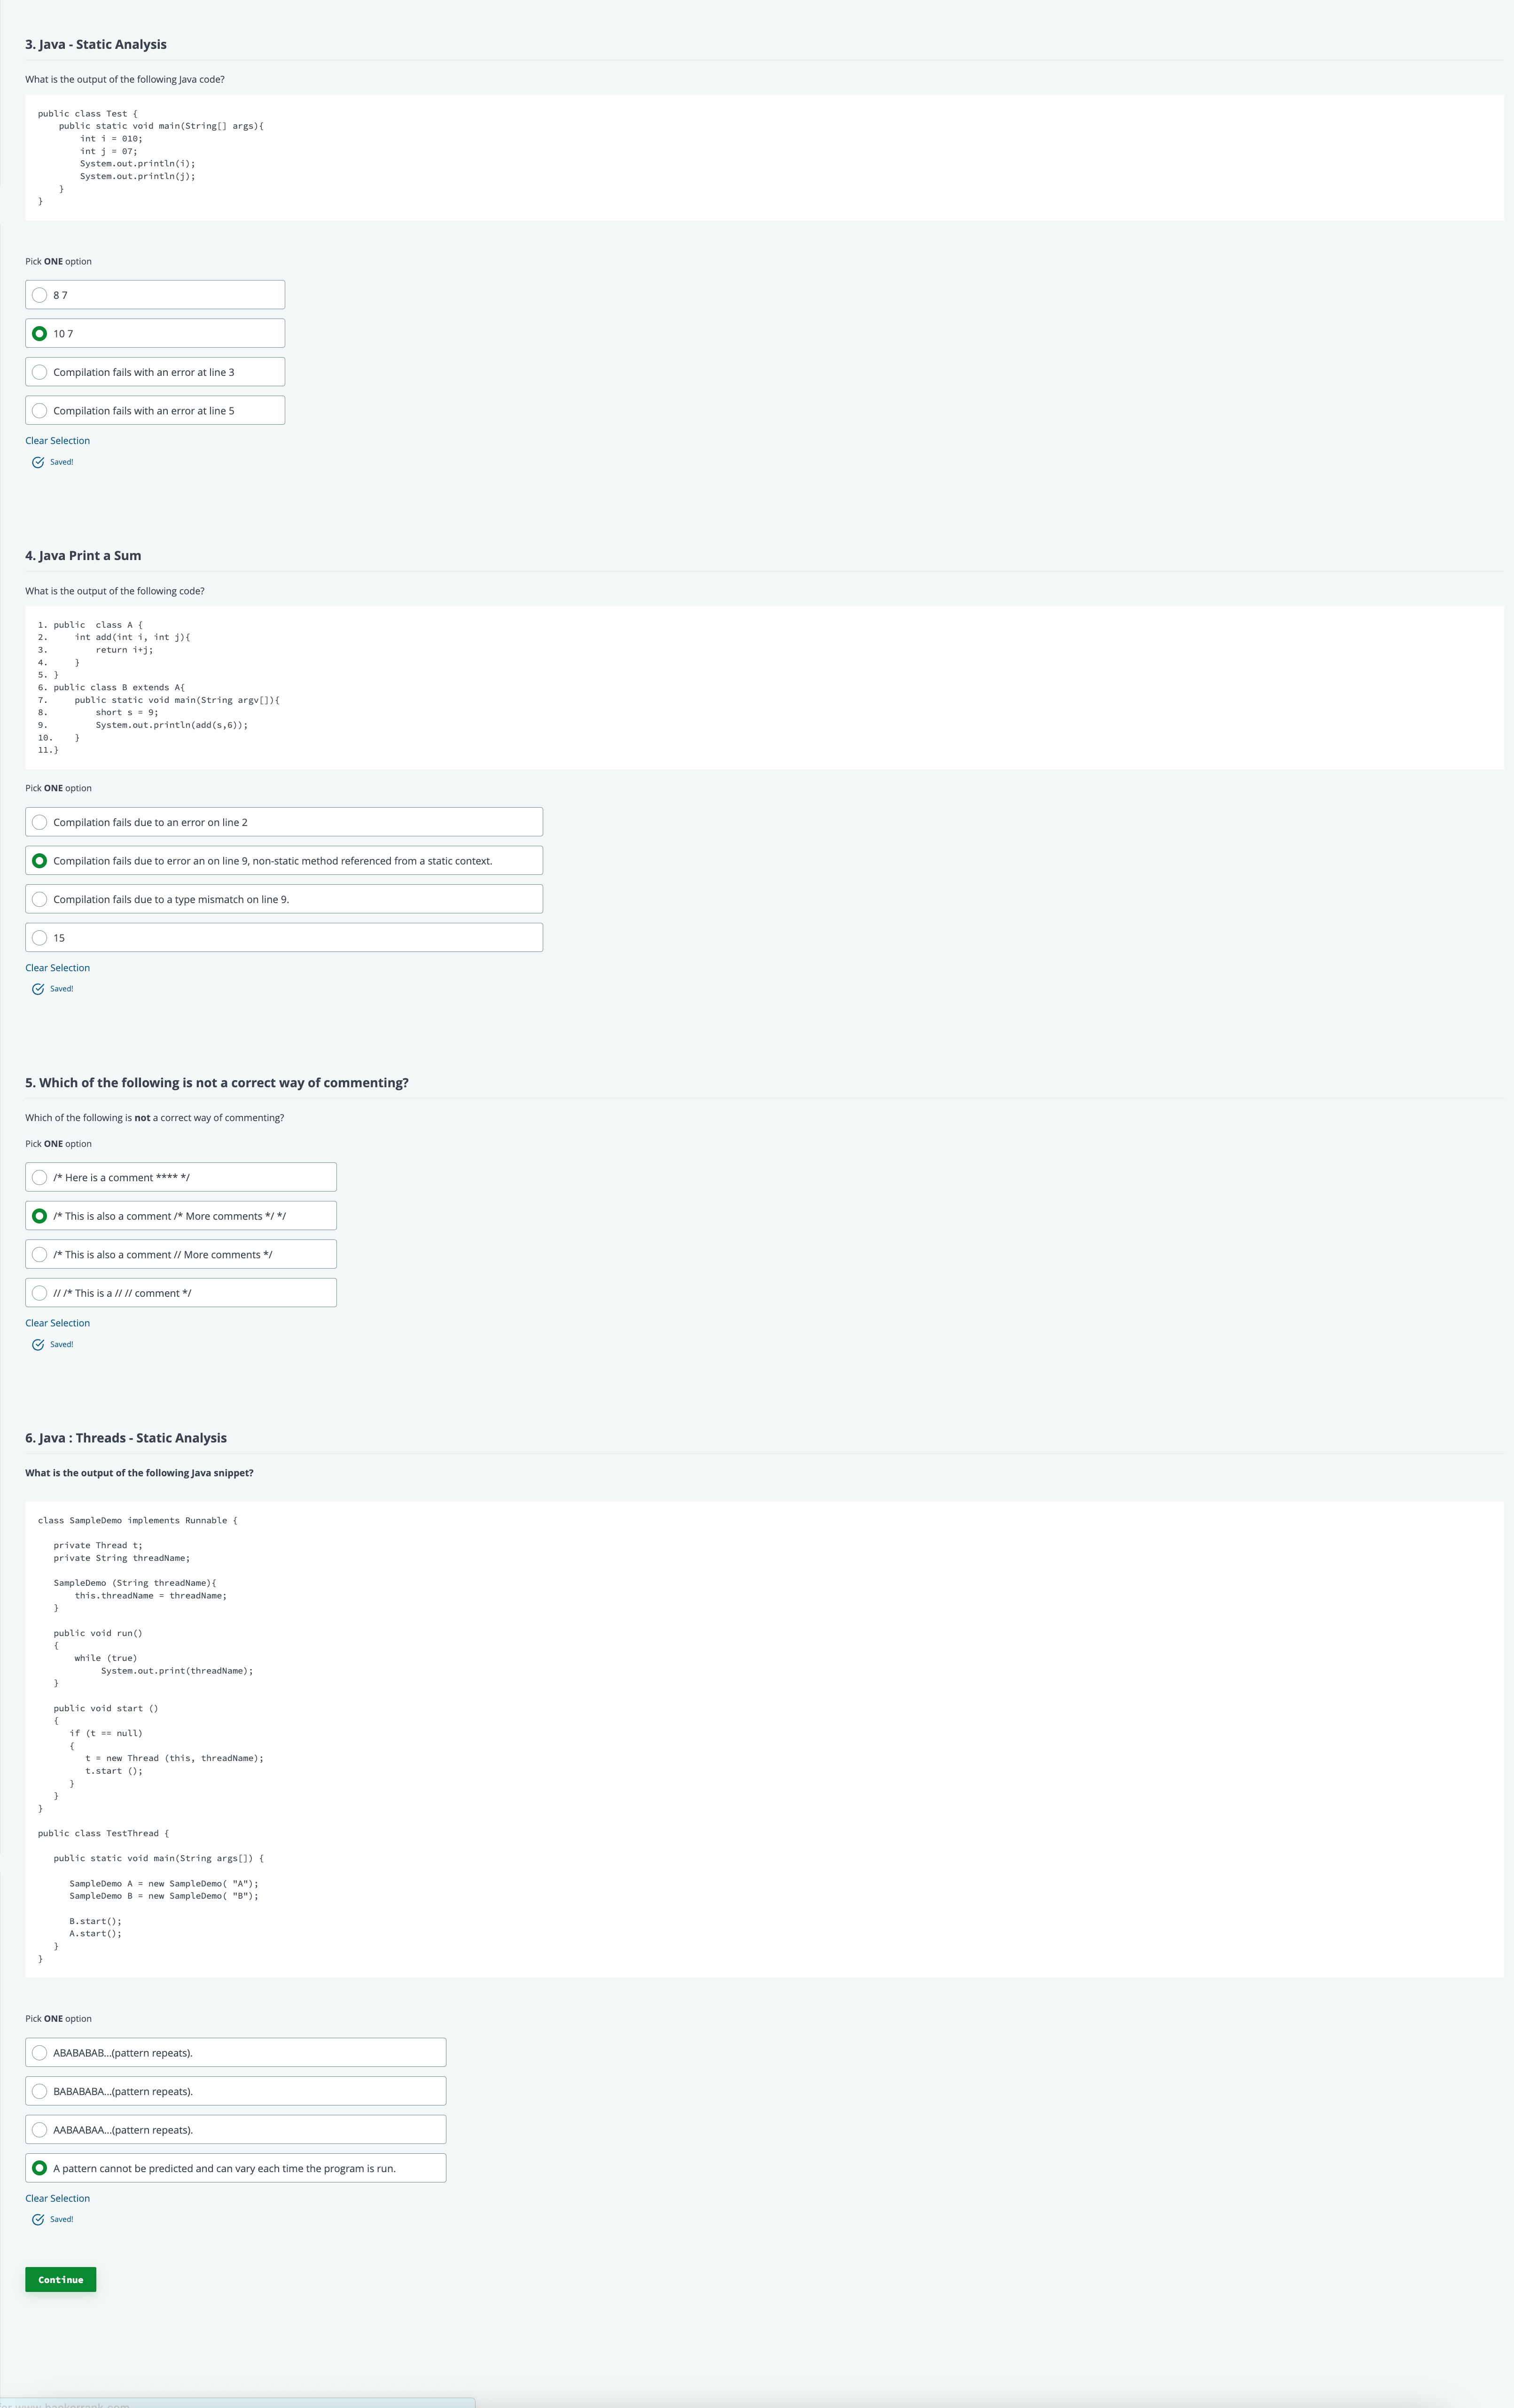 3. Java - Static Analysis
What is the output of the following Java code?
public class Test {
    public static void main(String[] args){
        int i = 010;
        int j = 07;
        System.out.println(i);
        System.out.println(j);
    }
}
Pick ONE option
8 7
10 7
Compilation fails with an error at line 3
Compilation fails with an error at line 5
Clear Selection
Saved!
4. Java Print a Sum
What is the output of the following code?
1. public  class A {
2.     int add(int i, int j){
3.         return i+j;
4.     }
5. }
6. public class B extends A{
7.     public static void main(String argv[]){
8.         short s = 9;
9.         System.out.println(add(s,6));
10.    }
11.}
Pick ONE option
Compilation fails due to an error on line 2
Compilation fails due to error an on line 9, non-static method referenced from a static context.
Compilation fails due to a type mismatch on line 9.
15
Clear Selection
Saved!
5. Which of the following is not a correct way of commenting?
Which of the following is not a correct way of commenting?
Pick ONE option
/* Here is a comment **** */
/* This is also a comment /* More comments */ */
/* This is also a comment // More comments */
// /* This is a // // comment */
Clear Selection
Saved!
6. Java : Threads - Static Analysis
What is the output of the following Java snippet?
class SampleDemo implements Runnable {
   private Thread t;
   private String threadName;
   SampleDemo (String threadName){
       this.threadName = threadName;
   }
   public void run()
   {
       while (true)
            System.out.print(threadName);
   }
   public void start ()
   {
      if (t == null)
      {
         t = new Thread (this, threadName);
         t.start ();
      }
   }
}
public class TestThread {
   public static void main(String args[]) {
      SampleDemo A = new SampleDemo( "A");
      SampleDemo B = new SampleDemo( "B");
      B.start();
      A.start();
   }
}
Pick ONE option
ABABABAB...(pattern repeats).
BABABABA...(pattern repeats).
AABAABAA...(pattern repeats).
A pattern cannot be predicted and can vary each time the program is run.
Clear Selection
Saved!
Continue